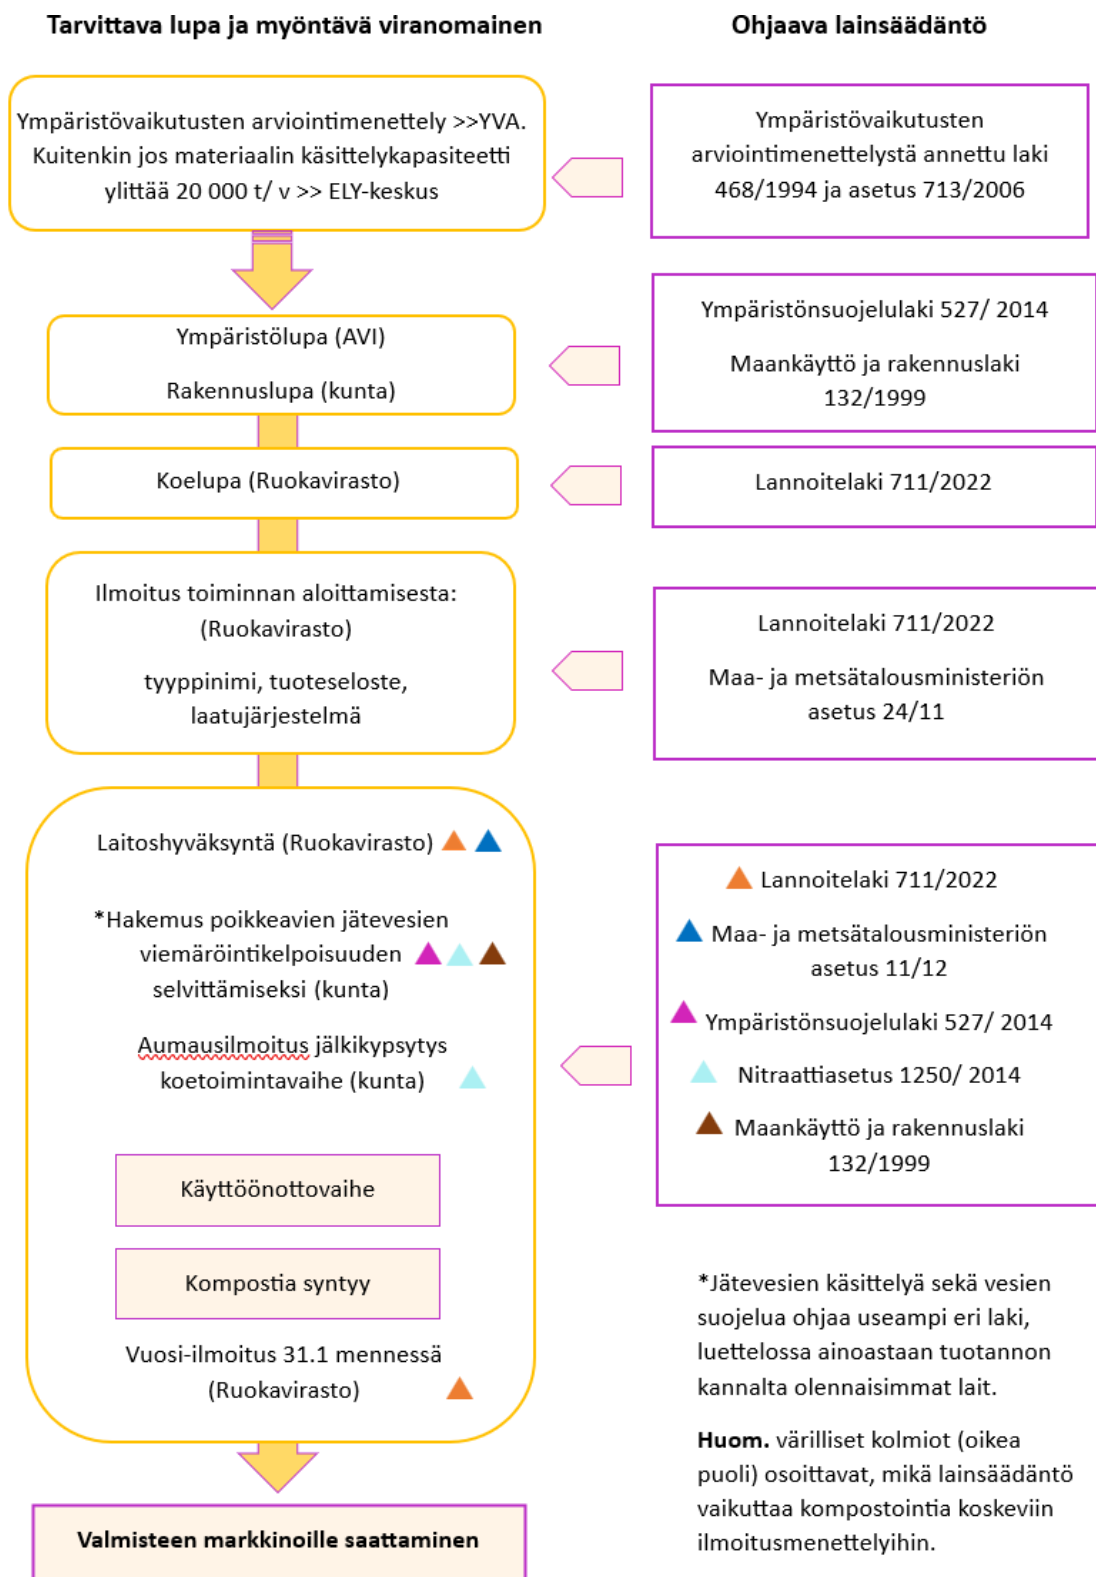 Tarvittava lupa ja myöntävä viranomainen
Ohjaava lainsäädäntö
Ympäristövaikutusten arviointimenettely >>YVA.
Kuitenkin jos materiaalin käsittelykapasiteetti
ylittää 20 000 t/ v >> ELY-keskus
Ympäristövaikutusten
arviointimenettelystä annettu laki
468/1994 ja asetus 713/2006
Ympäristölupa (AVI)
Rakennuslupa (kunta)
Ympäristönsuojelulaki 527/ 2014
Maankäyttö ja rakennuslaki
132/1999
Koelupa (Ruokavirasto)
Lannoitelaki 711/2022
Ilmoitus toiminnan aloittamisesta:
(Ruokavirasto)
tyyppinimi, tuoteseloste,
laatujärjestelmä
Lannoitelaki 711/2022
Maa- ja metsätalousministeriön
asetus 24/11
Laitoshyväksyntä (Ruokavirasto)
*Hakemus poikkeavien jätevesien
viemäröintikelpoisuuden
selvittämiseksi (kunta)
Aumausilmoitus jälkikypsytys
koetoimintavaihe (kunta)
Käyttöönottovaihe
Kompostia syntyy
Vuosi-ilmoitus 31.1 mennessä
(Ruokavirasto)
Lannoitelaki 711/2022
Maa- ja metsätalousministeriön
asetus 11/12
Ympäristönsuojelulaki 527/ 2014
Nitraattiasetus 1250/ 2014
Maankäyttö ja rakennuslaki
132/1999
*Jätevesien käsittelyä sekä vesien
suojelua ohjaa useampi eri laki,
luettelossa ainoastaan tuotannon
kannalta olennaisimmat lait.
Huom. värilliset kolmiot (oikea
puoli) osoittavat, mikä lainsäädäntö
vaikuttaa kompostointia koskeviin
ilmoitusmenettelyihin.
Valmisteen markkinoille saattaminen